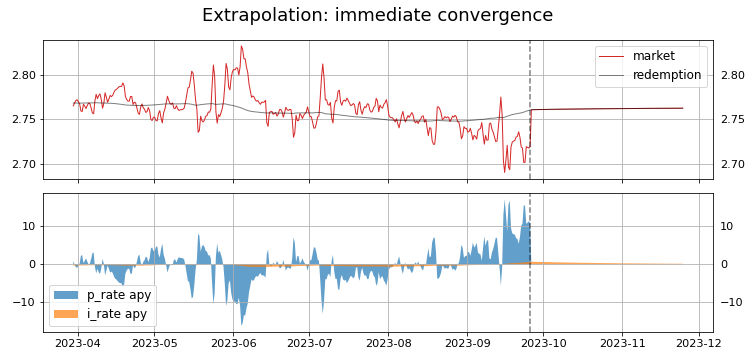 Extrapolation: immediate convergence
market
redemption
2.80 2.80
2.75 2.75
2.70 2.70
10 10
0 0
−10 −10
p_rate apy
i_rate apy
2023-04 2023-05 2023-06 2023-07 2023-08 2023-09 2023-10 2023-11 2023-12